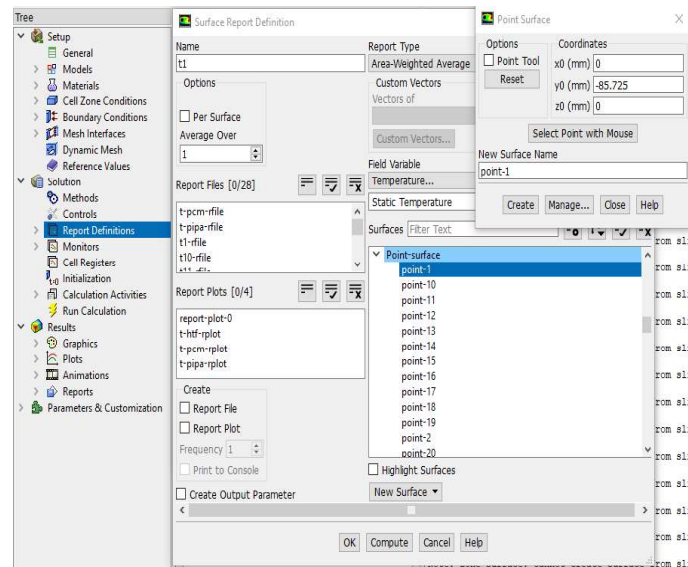 Tree
Setup
General
Models
Materials
Cell Zone Conditions
Boundary Conditions
Mesh Interfaces
Dynamic Mesh
Reference Values
Solution
Methods
Controls
Report Definitions
Monitors
Cell Registers
Initialization
Calculation Activities
Run Calculation
Results
Graphics
Plots
Animations
Reports
Parameters & Customization
Surface Report Definition
Name
t1
Options
Per Surface
Average Over
1
Report Files [0/28]
t-pcm-rfile
t-pipa-rfile
t1-rfile
t10-rfile
Report Plots [0/4]
report-plot-0
t-htf-rplot
t-pcm-rplot
t-pipa-rplot
Create
Report File
Report Plot
Frequency 1
Print to Console
Create Output Parameter
Report Type
Area-Weighted Average
Custom Vectors
Vectors of
Custom Vectors...
Field Variable
Temperature...
Static Temperature
Surfaces Filter Text
Point-surface
point-1
point-10
point-11
point-12
point-13
point-14
point-15
point-16
point-17
point-18
point-19
point-2
point-20
Highlight Surfaces
New Surface
OK Compute Cancel Help
Point Surface
Options
Point Tool
Reset
Coordinates
x0 (mm) 0
y0 (mm) -85.725
z0 (mm) 0
Select Point with Mouse
New Surface Name
point-1
Create Manage... Close Help